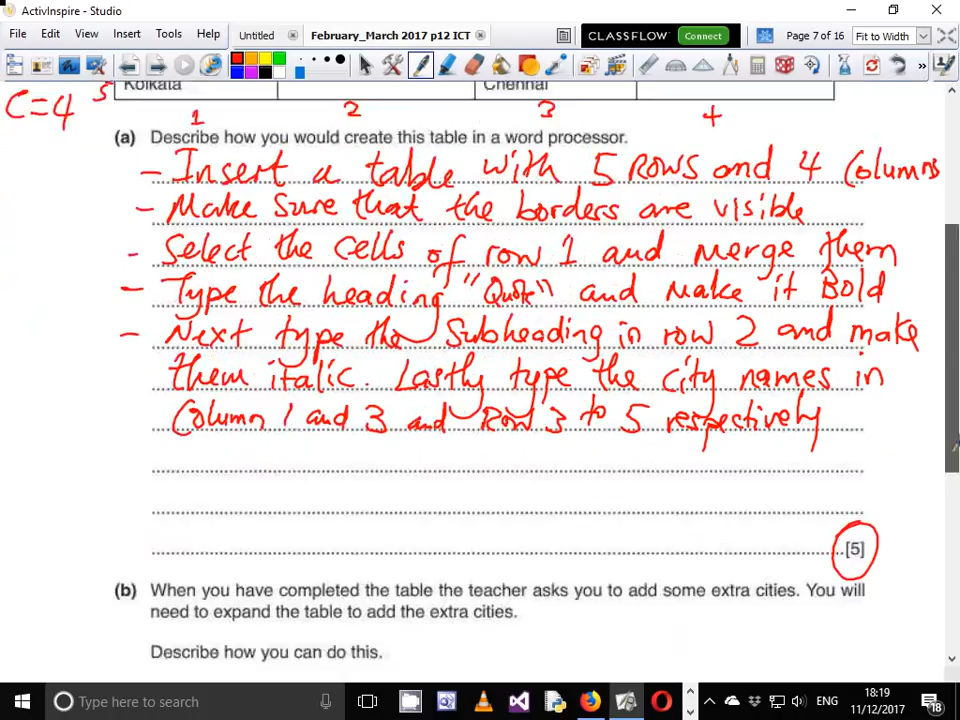 ActivInspire - Studio
File Edit View Insert Tools Help Untitled February_March 2017 p12 ICT CLASSFLOW Connect Page 7 of 16 Fit to Width
C=4 5 Kolkata Chennai
1 2 3 4
(a) Describe how you would create this table in a word processor.
- Insert a table with 5 Rows and 4 Columns
- Make Sure that the borders are visible
- Select the cells of row 1 and merge them
- Type the heading "Quote" and make it Bold
- Next type the Subheading in row 2 and make
them italic. Lastly type the city names in
Column 1 and 3 and Row 3 to 5 respectively
[5]
(b) When you have completed the table the teacher asks you to add some extra cities. You will
need to expand the table to add the extra cities.
Describe how you can do this.
Type here to search ENG 18:19
11/12/2017 18